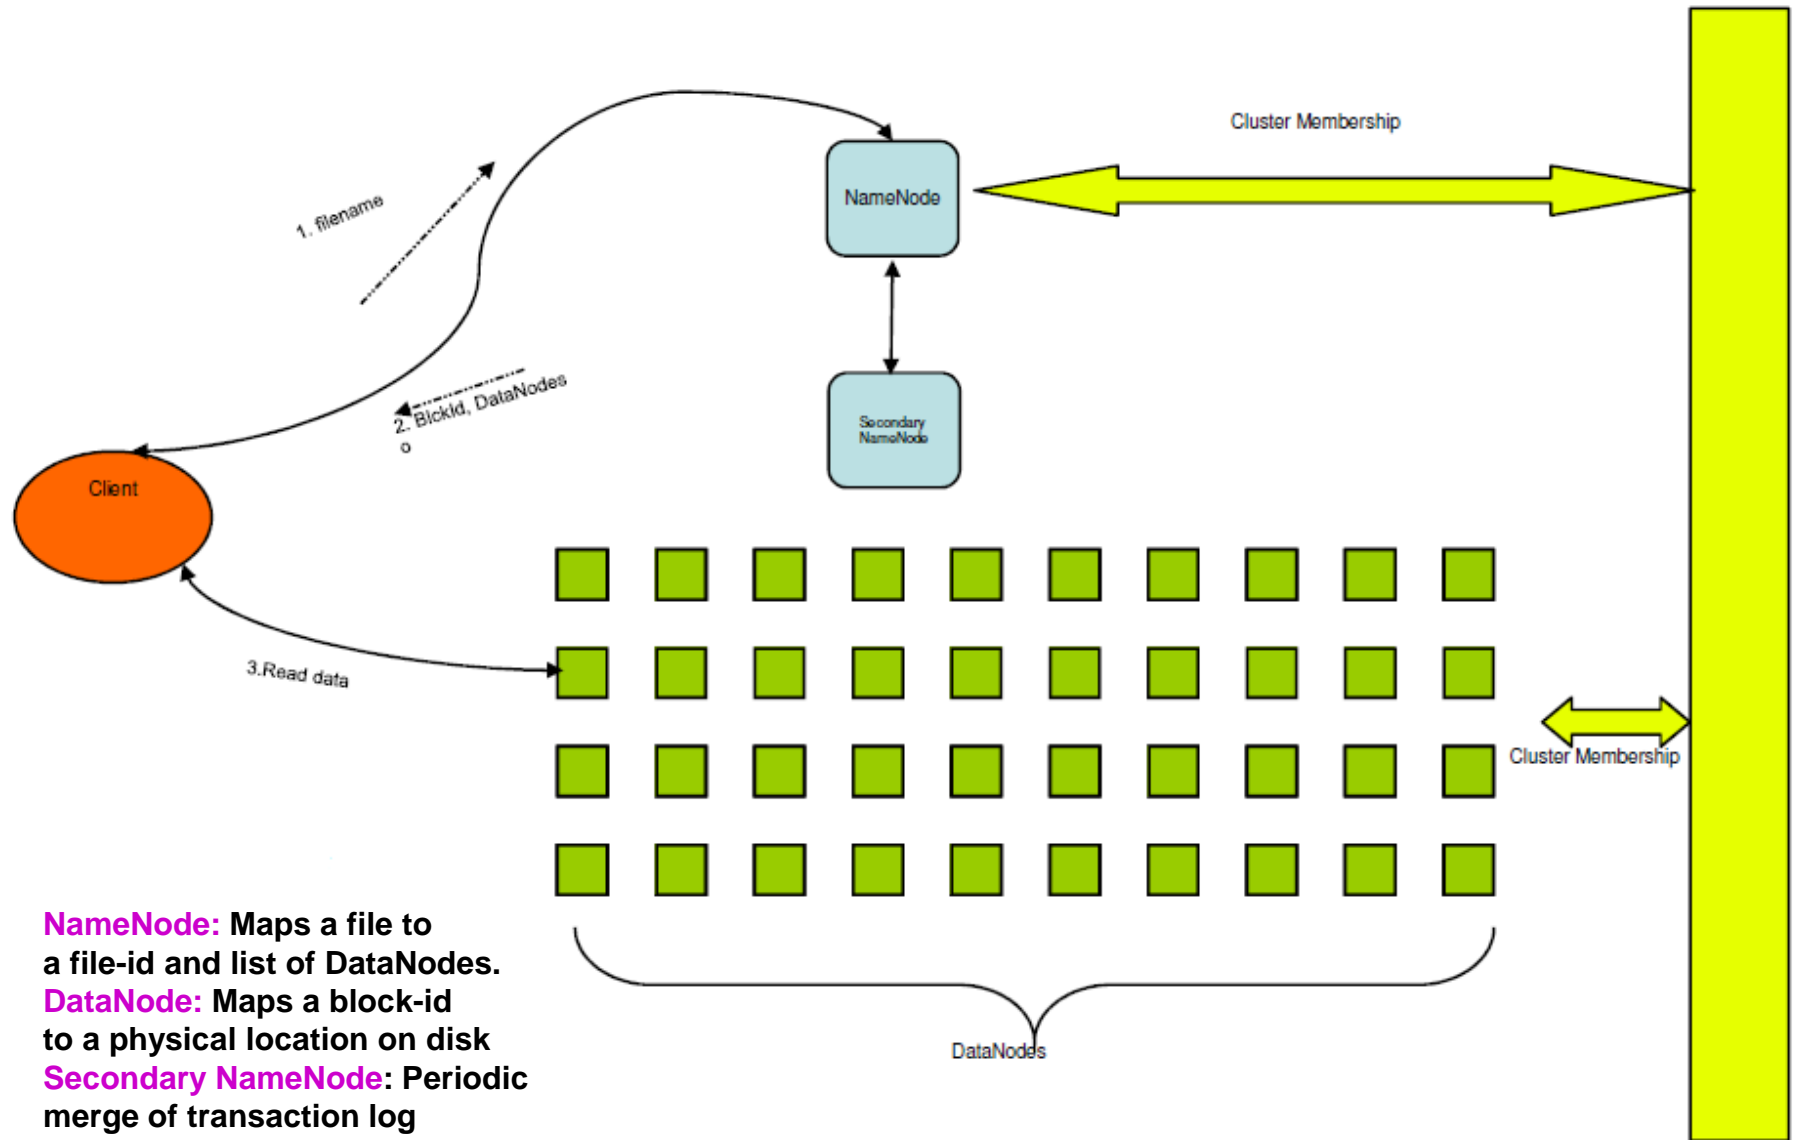 Cluster Membership
1. filename
NameNode
2. BlckId, DataNodes
o
Secondary
NameNode
Client
3.Read data
Cluster Membership
NameNode: Maps a file to
a file-id and list of DataNodes.
DataNode: Maps a block-id
to a physical location on disk
Secondary NameNode: Periodic
merge of transaction log
DataNodes